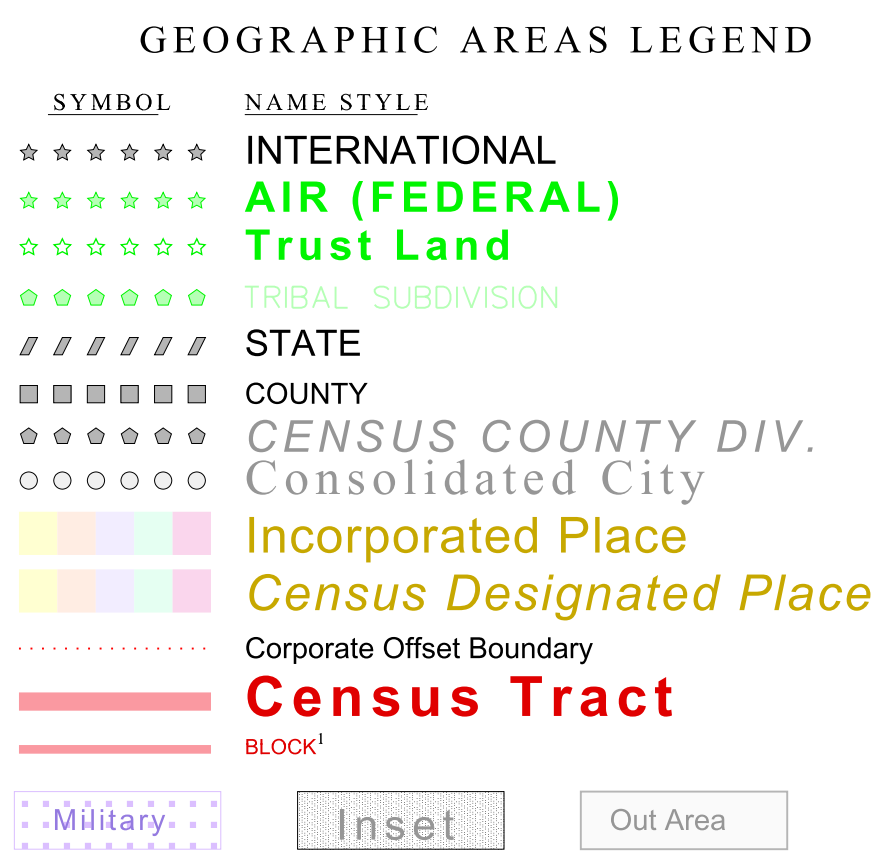 GEOGRAPHIC AREAS LEGEND
SYMBOL NAME STYLE
INTERNATIONAL
AIR (FEDERAL)
Trust Land
TRIBAL SUBDIVISION
STATE
COUNTY
CENSUS COUNTY DIV.
Consolidated City
Incorporated Place
Census Designated Place
Corporate Offset Boundary
Census Tract
BLOCK¹
Military Inset Out Area